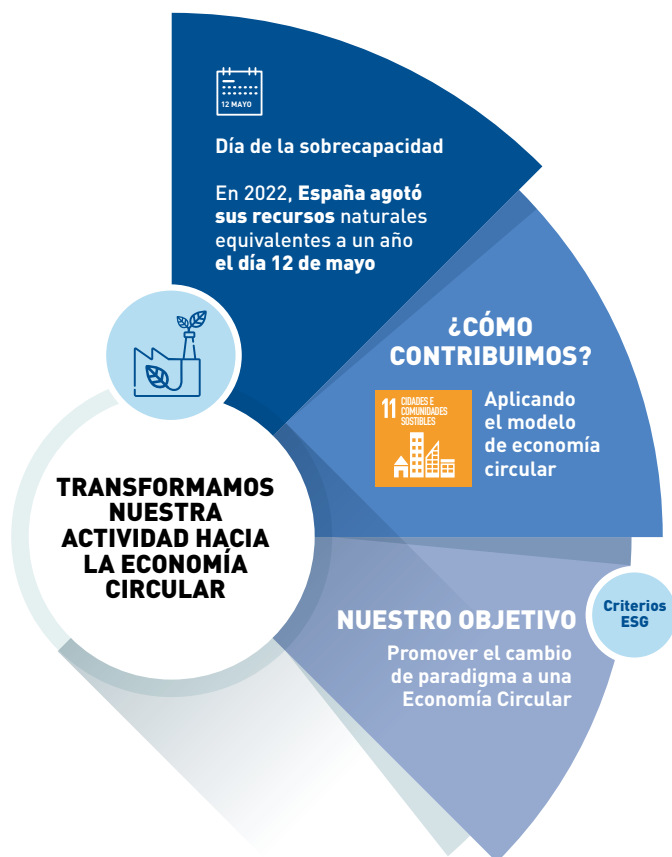 12 MAYO
Día de la sobrecapacidad
En 2022, España agotó
sus recursos naturales
equivalentes a un año
el día 12 de mayo
¿CÓMO
CONTRIBUIMOS?
11 CIDADES E
COMUNIDADES
SOSTIBLES
Aplicando
el modelo
de economía
circular
TRANSFORMAMOS
NUESTRA
ACTIVIDAD HACIA
LA ECONOMÍA
CIRCULAR
NUESTRO OBJETIVO
Promover el cambio
de paradigma a una
Economía Circular
Criterios
ESG